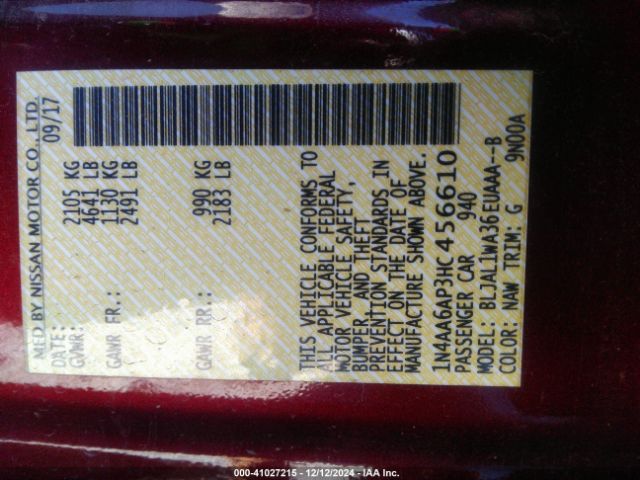 MFD BY NISSAN MOTOR CO., LTD.
DATE: 09/17
GVWR: 2105 KG
4641 LB
GAWR FR.: 1130 KG
2491 LB
GAWR RR.: 990 KG
2183 LB
THIS VEHICLE CONFORMS TO
ALL APPLICABLE FEDERAL
MOTOR VEHICLE SAFETY,
BUMPER, AND THEFT
PREVENTION STANDARDS IN
EFFECT ON THE DATE OF
MANUFACTURE SHOWN ABOVE.
1N4AA6AP3HC456610
PASSENGER CAR 940
MODEL: BLJALLWA36EUAAA--B
COLOR: NAW TRIM: G 9N00A
000-41027215 - 12/12/2024 - IAA Inc.